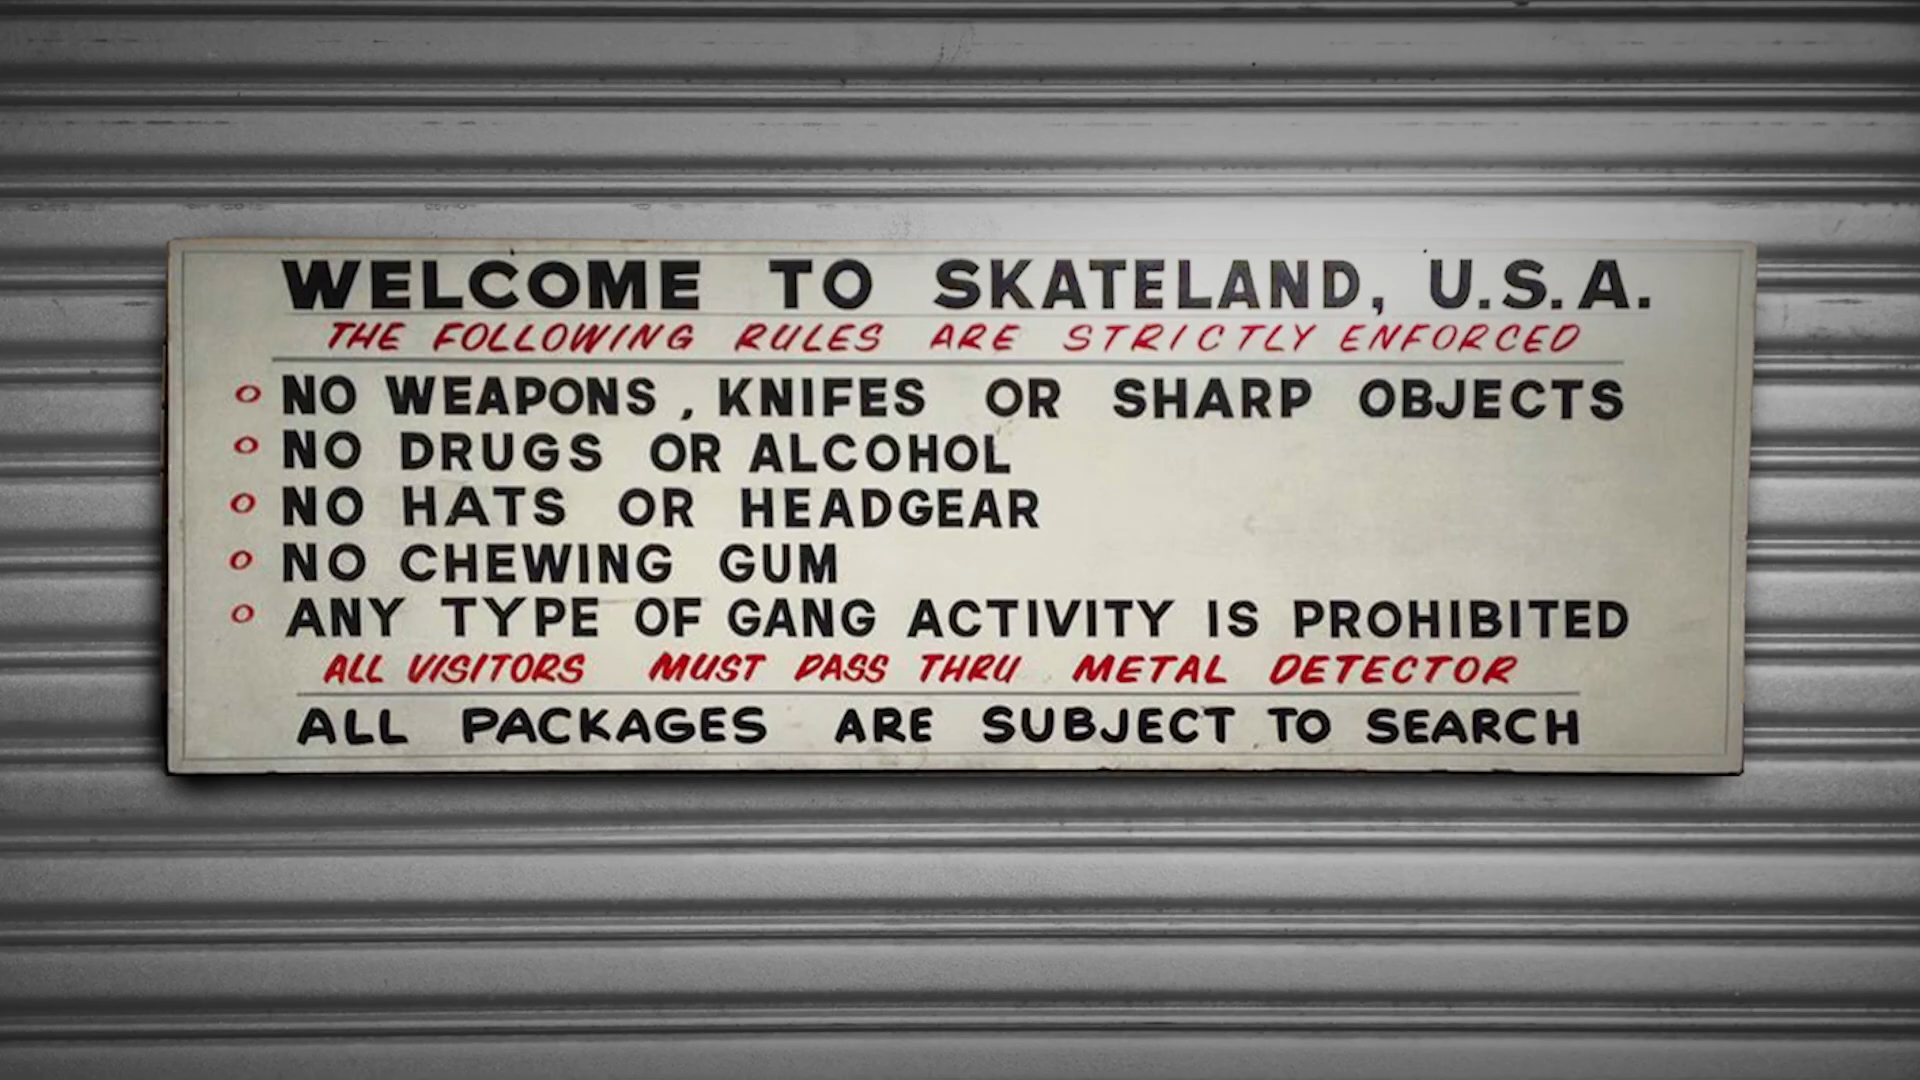 WELCOME TO SKATELAND, U.S.A.
THE FOLLOWING RULES ARE STRICTLY ENFORCED
o NO WEAPONS, KNIFES OR SHARP OBJECTS
o NO DRUGS OR ALCOHOL
o NO HATS OR HEADGEAR
o NO CHEWING GUM
o ANY TYPE OF GANG ACTIVITY IS PROHIBITED
ALL VISITORS MUST PASS THRU METAL DETECTOR
ALL PACKAGES ARE SUBJECT TO SEARCH